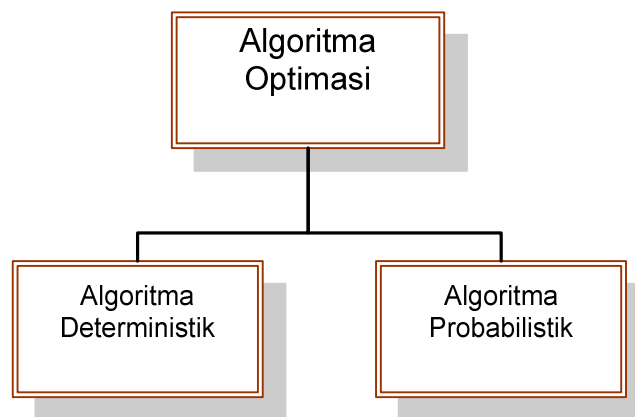 Algoritma
Optimasi
Algoritma
Deterministik
Algoritma
Probabilistik